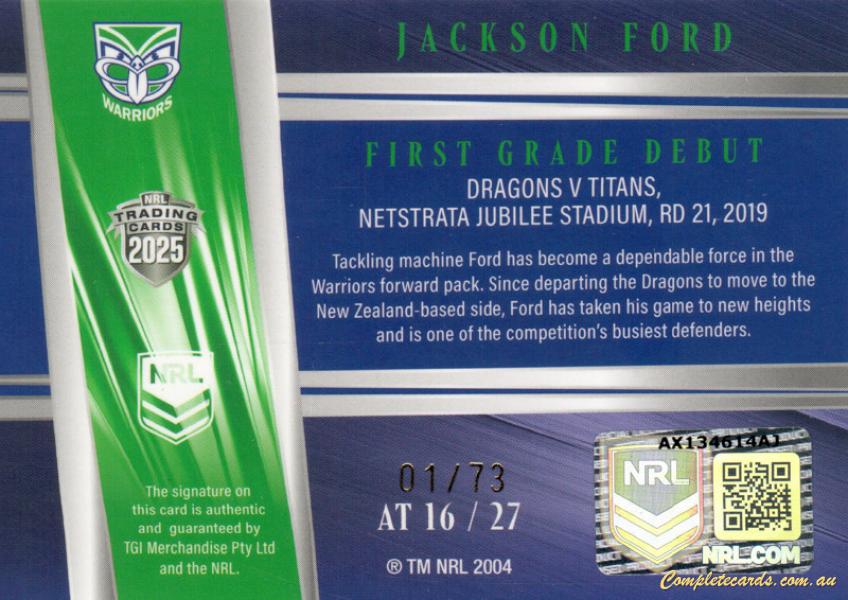 WARRIORS
NRL
TRADING
CARDS
2025
NRL
The signature on
this card is authentic
and guaranteed by
TGI Merchandise Pty Ltd
and the NRL.
JACKSON FORD
FIRST GRADE DEBUT
DRAGONS V TITANS,
NETSTRATA JUBILEE STADIUM, RD 21, 2019
Tackling machine Ford has become a dependable force in the
Warriors forward pack. Since departing the Dragons to move to the
New Zealand-based side, Ford has taken his game to new heights
and is one of the competition's busiest defenders.
01/73
AT 16 / 27
® TM NRL 2004
AX134614A1
NRL
NRL.COM
Completecards.com.au